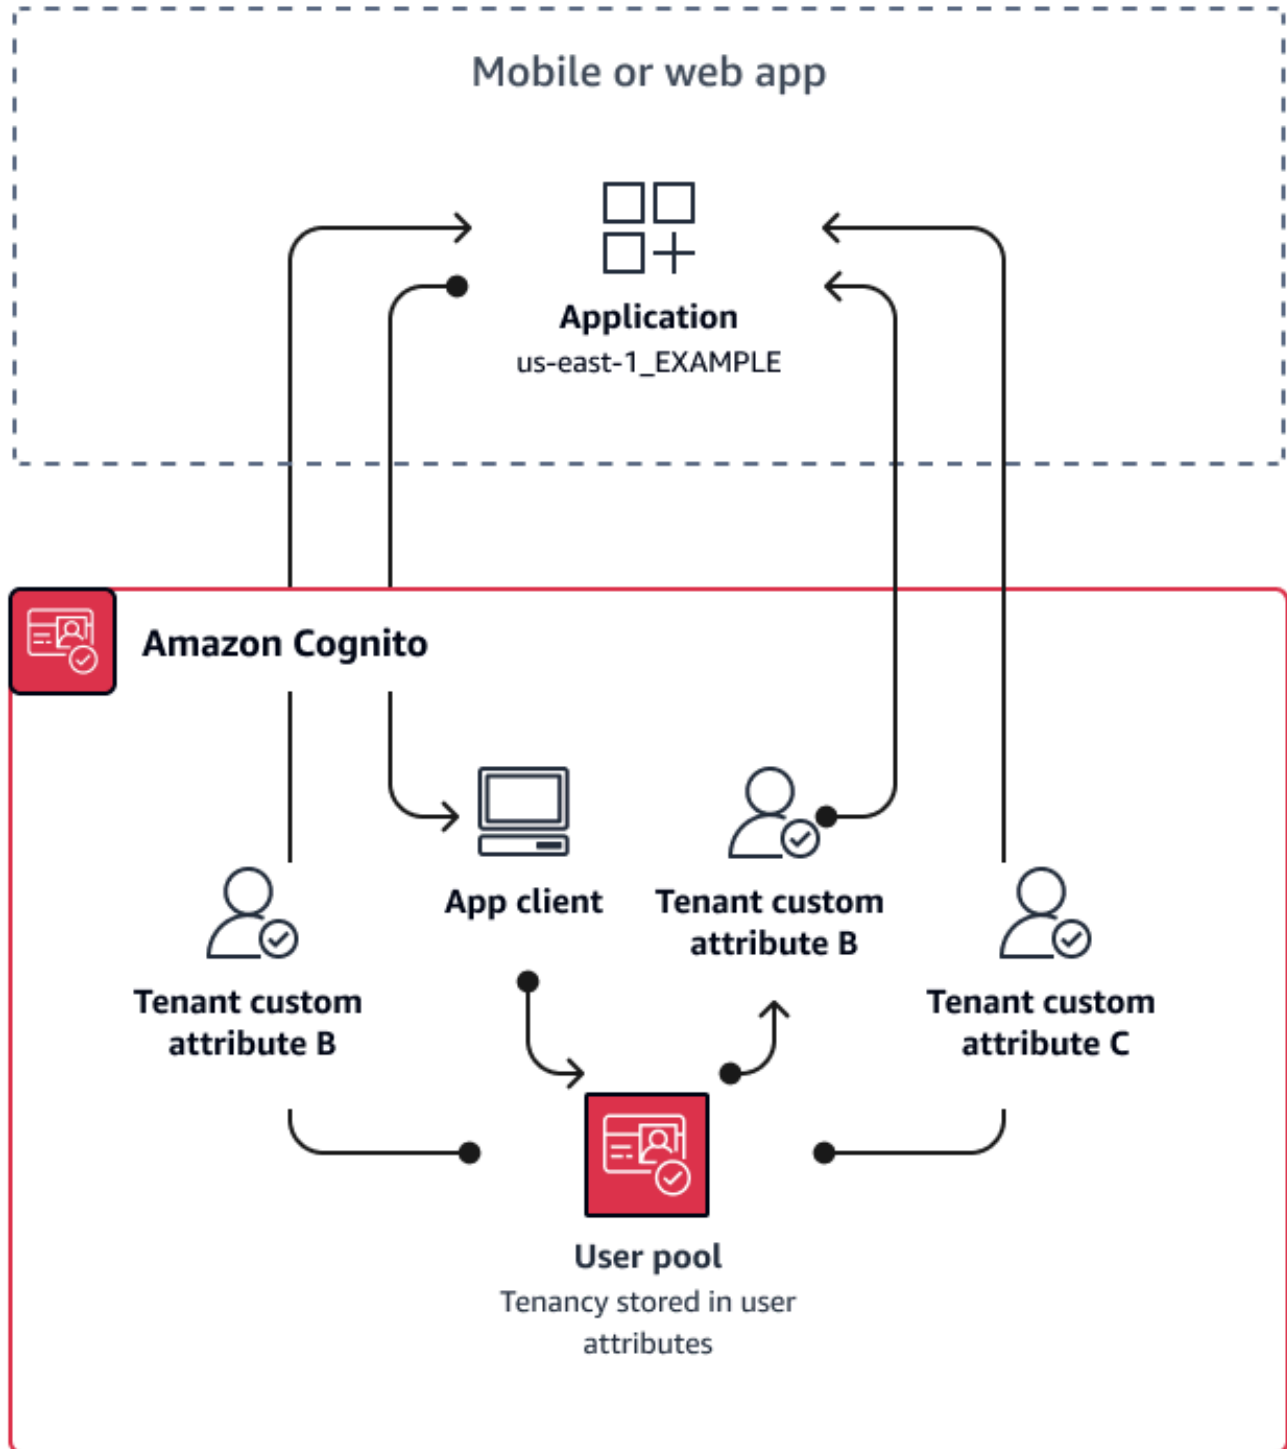 Mobile or web app
Application
us-east-1_EXAMPLE
Amazon Cognito
App client
Tenant custom
attribute B
Tenant custom
attribute B
Tenant custom
attribute C
User pool
Tenancy stored in user
attributes